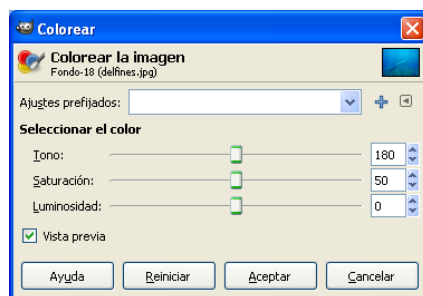 Colorear
Colorear la imagen
Fondo-18 (delfines.jpg)
Ajustes prefijados:
Seleccionar el color
Tono: 180
Saturación: 50
Luminosidad: 0
Vista previa
Ayuda Reiniciar Aceptar Cancelar